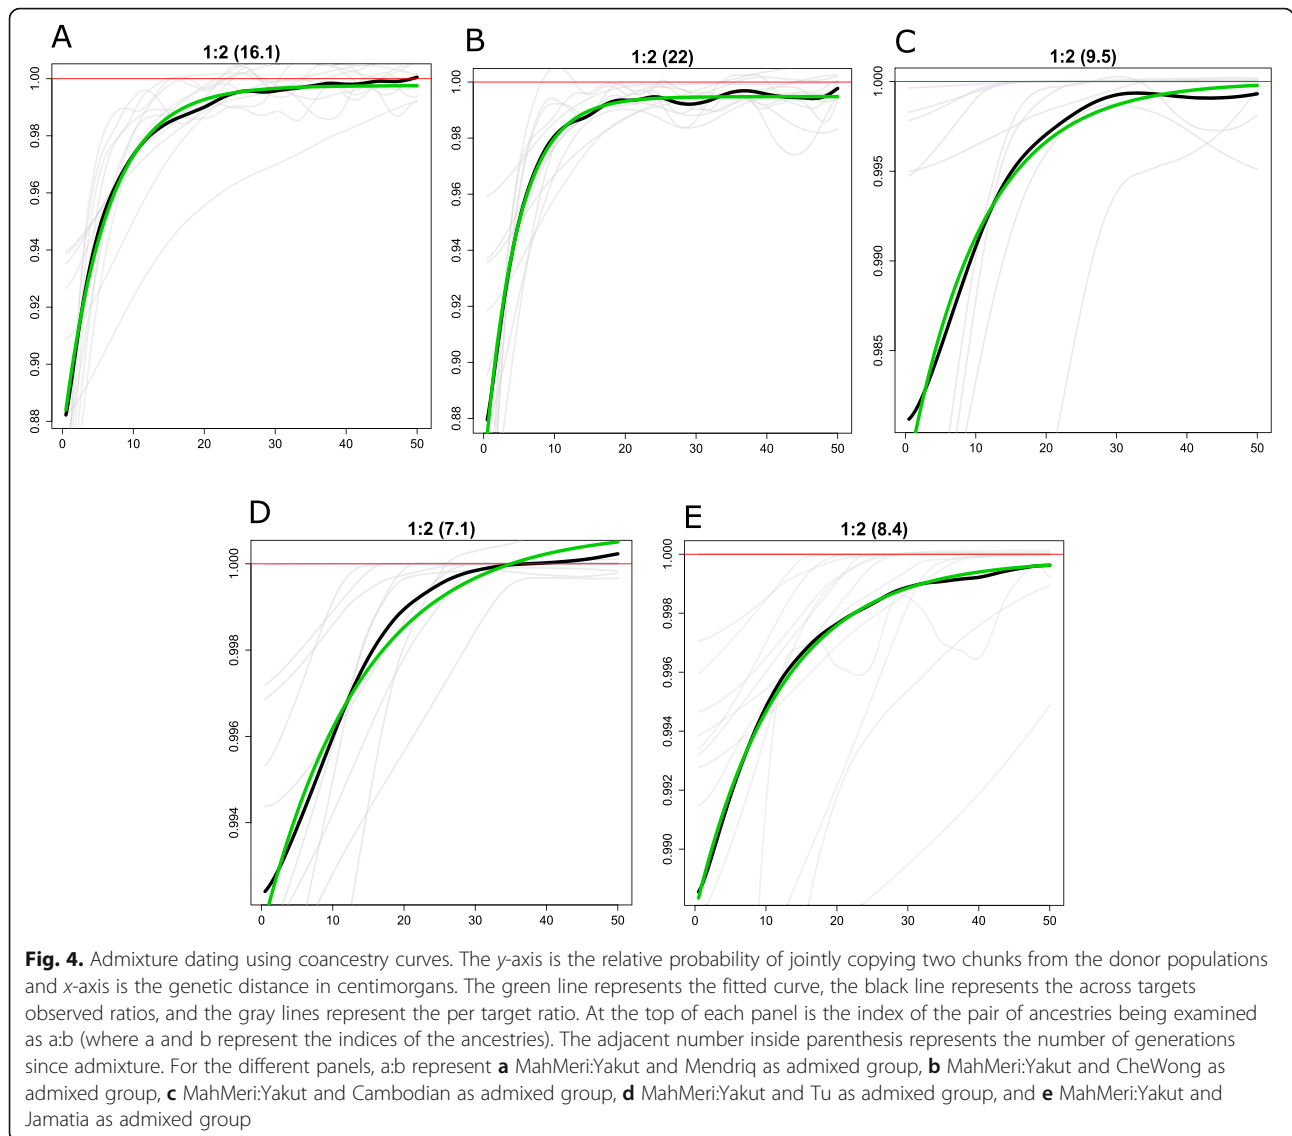 A
1:2 (16.1)
1.00
0.98
0.96
0.94
0.92
0.90
0.88
0 10 20 30 40 50
B
1:2 (22)
1.00
0.98
0.96
0.94
0.92
0.90
0.88
0 10 20 30 40 50
C
1:2 (9.5)
1.000
0.995
0.990
0.985
0 10 20 30 40 50
D
1:2 (7.1)
1.000
0.998
0.996
0.994
0 10 20 30 40 50
E
1:2 (8.4)
1.000
0.998
0.996
0.994
0.992
0.990
0 10 20 30 40 50
Fig. 4. Admixture dating using coancestry curves. The y-axis is the relative probability of jointly copying two chunks from the donor populations
and x-axis is the genetic distance in centimorgans. The green line represents the fitted curve, the black line represents the across targets
observed ratios, and the gray lines represent the per target ratio. At the top of each panel is the index of the pair of ancestries being examined
as a:b (where a and b represent the indices of the ancestries). The adjacent number inside parenthesis represents the number of generations
since admixture. For the different panels, a:b represent a MahMeri:Yakut and Mendriq as admixed group, b MahMeri:Yakut and CheWong as
admixed group, c MahMeri:Yakut and Cambodian as admixed group, d MahMeri:Yakut and Tu as admixed group, and e MahMeri:Yakut and
Jamatia as admixed group